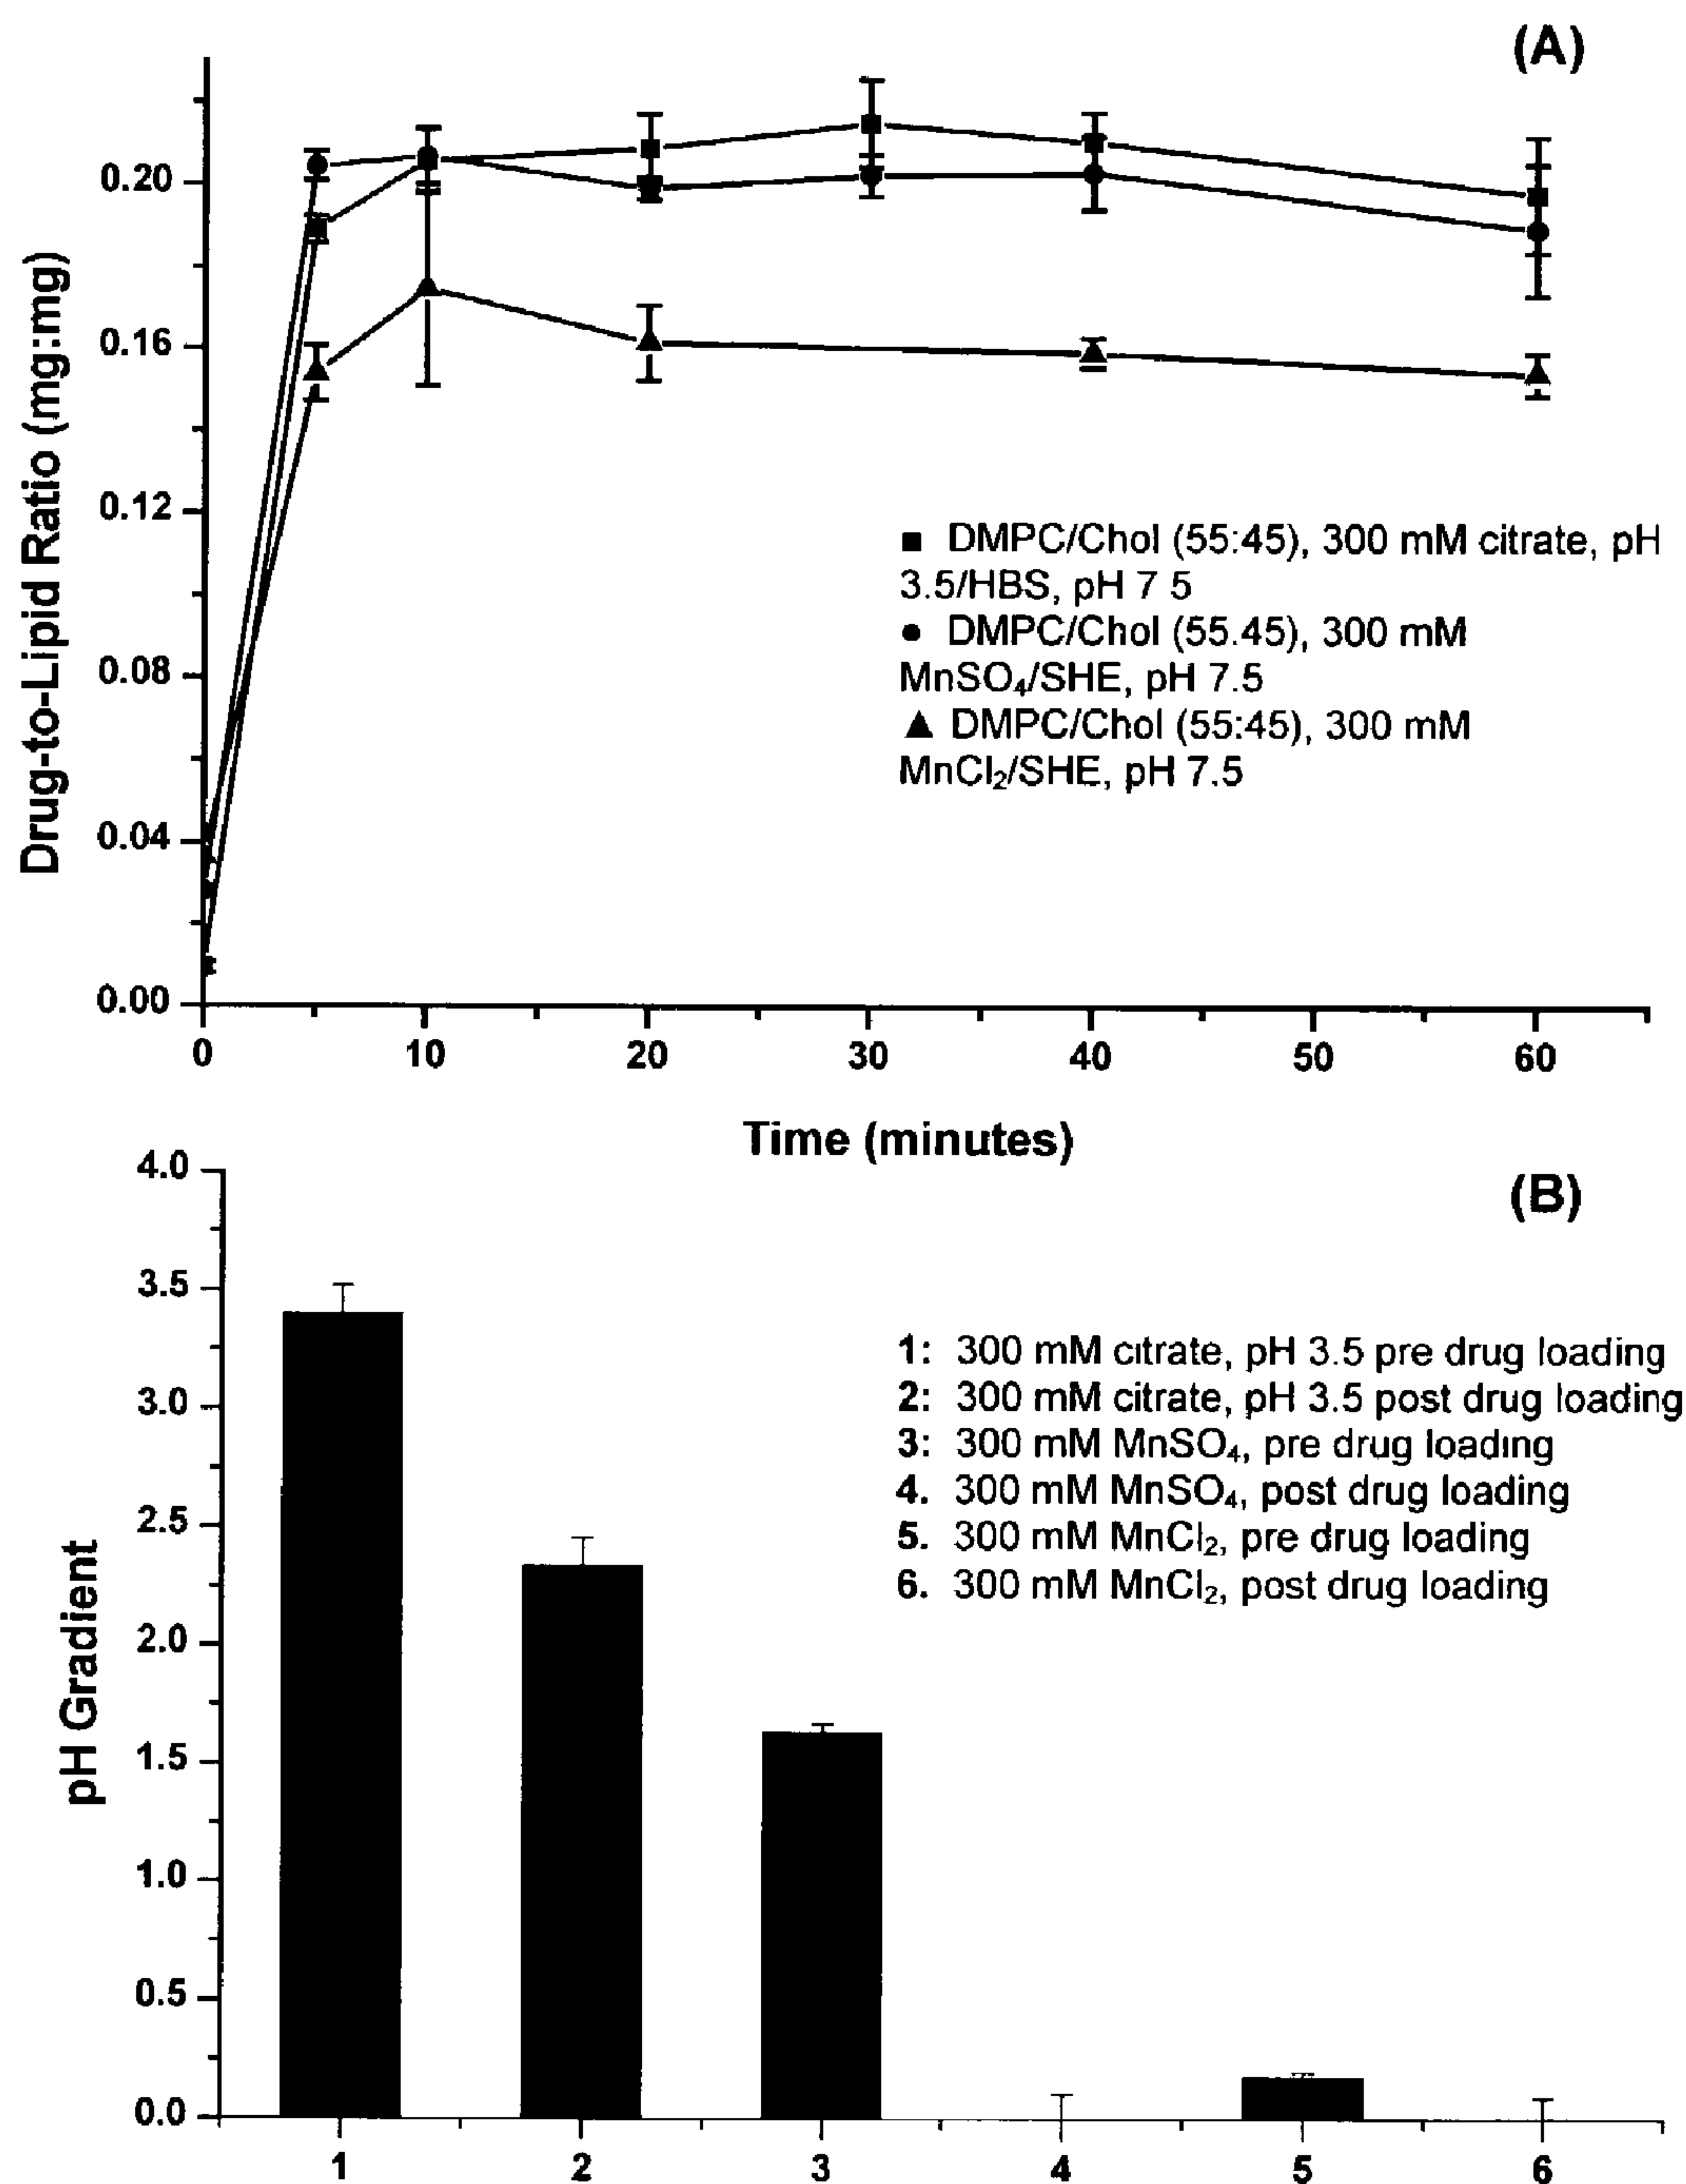 (A)
Drug-to-Lipid Ratio (mg:mg)
0.20
0.16
0.12
0.08
0.04
0.00
■ DMPC/Chol (55:45), 300 mM citrate, pH
3.5/HBS, pH 7 5
● DMPC/Chol (55.45), 300 mM
MnSO₄/SHE, pH 7.5
▲ DMPC/Chol (55:45), 300 mM
MnCl₂/SHE, pH 7.5
0 10 20 30 40 50 60
Time (minutes)
(B)
pH Gradient
4.0
3.5
3.0
2.5
2.0
1.5
1.0
0.5
0.0
1: 300 mM citrate, pH 3.5 pre drug loading
2: 300 mM citrate, pH 3.5 post drug loading
3: 300 mM MnSO₄, pre drug loading
4. 300 mM MnSO₄, post drug loading
5. 300 mM MnCl₂, pre drug loading
6. 300 mM MnCl₂, post drug loading
1 2 3 4 5 6